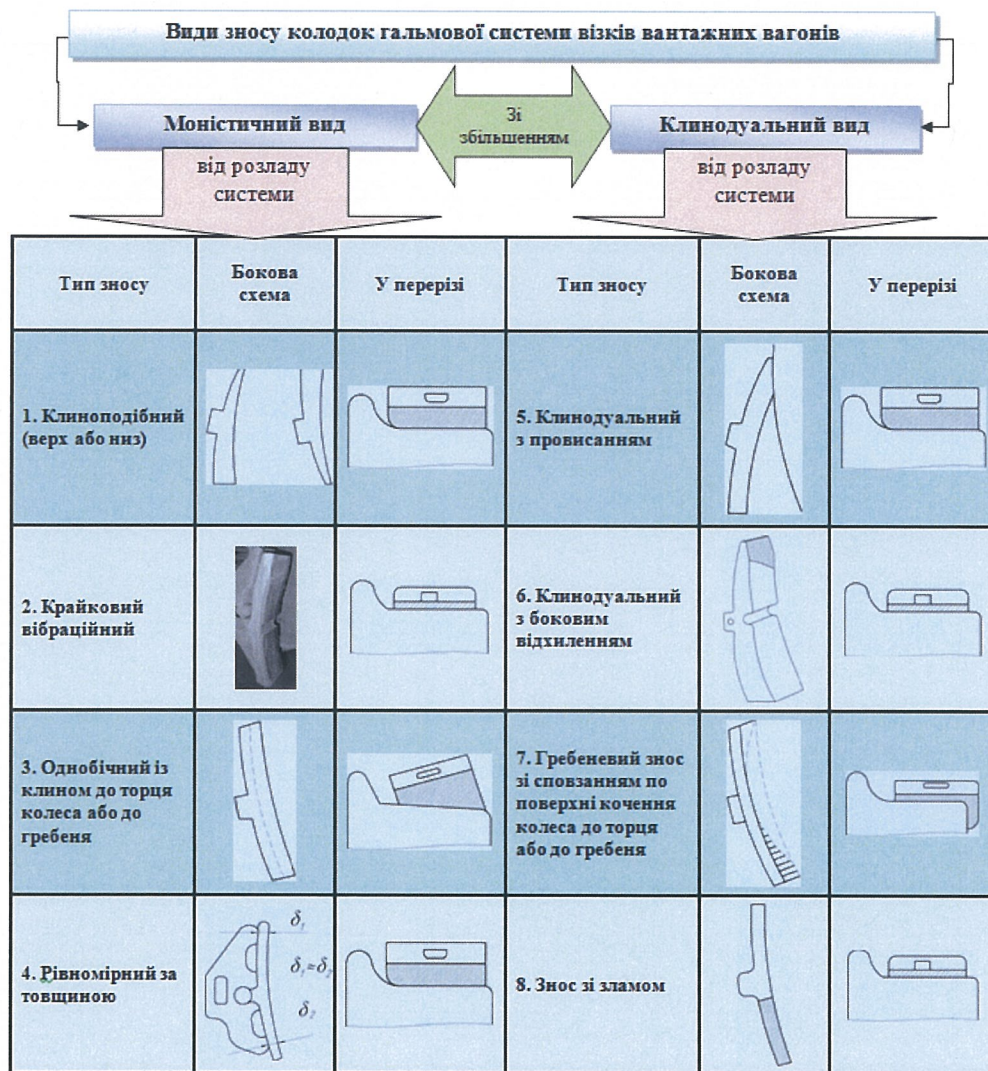 Види зносу колодок гальмової системи візків вантажних вагонів
Моністичний вид
Зі
збільшенням
Клинодуальний вид
від розладу
системи
від розладу
системи
Тип зносу
Бокова
схема
У перерізі
Тип зносу
Бокова
схема
У перерізі
1. Клиноподібний
(верх або низ)
5. Клинодуальний
з провисанням
2. Крайковий
вібраційний
6. Клинодуальний
з боковим
відхиленням
3. Однобічний із
клином до торця
колеса або до
гребеня
7. Гребеневий знос
зі сповзанням по
поверхні кочення
колеса до торця
або до гребеня
4. Рівномірний за
товщиною
δ₁
δ₁=δ₂
δ₂
8. Знос зі зламом